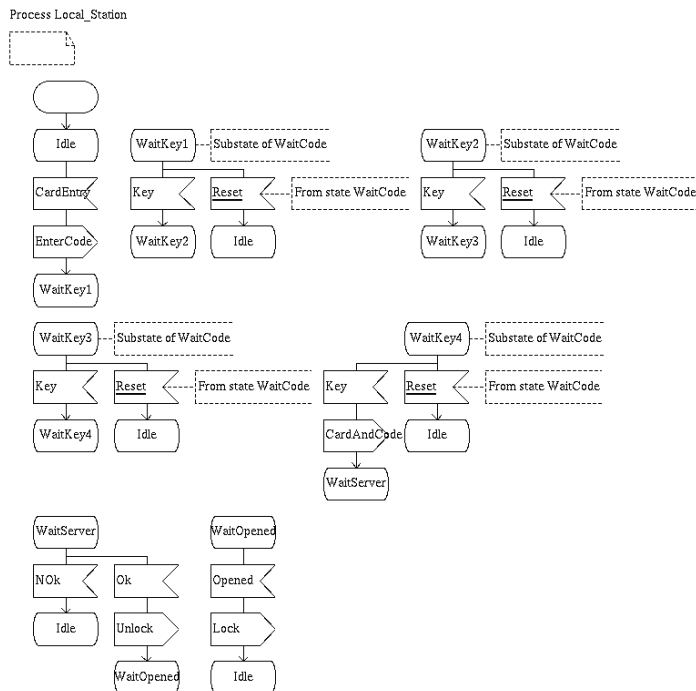 Process Local_Station
Idle
WaitKey1
Substate of WaitCode
WaitKey2
Substate of WaitCode
CardEntry
Key
Reset
From state WaitCode
Key
Reset
From state WaitCode
EnterCode
WaitKey2
Idle
WaitKey3
Idle
WaitKey1
WaitKey3
Substate of WaitCode
WaitKey4
Substate of WaitCode
Key
Reset
From state WaitCode
Key
Reset
From state WaitCode
WaitKey4
Idle
CardAndCode
Idle
WaitServer
WaitServer
WaitOpened
NOk
Ok
Opened
Idle
Unlock
Lock
WaitOpened
Idle